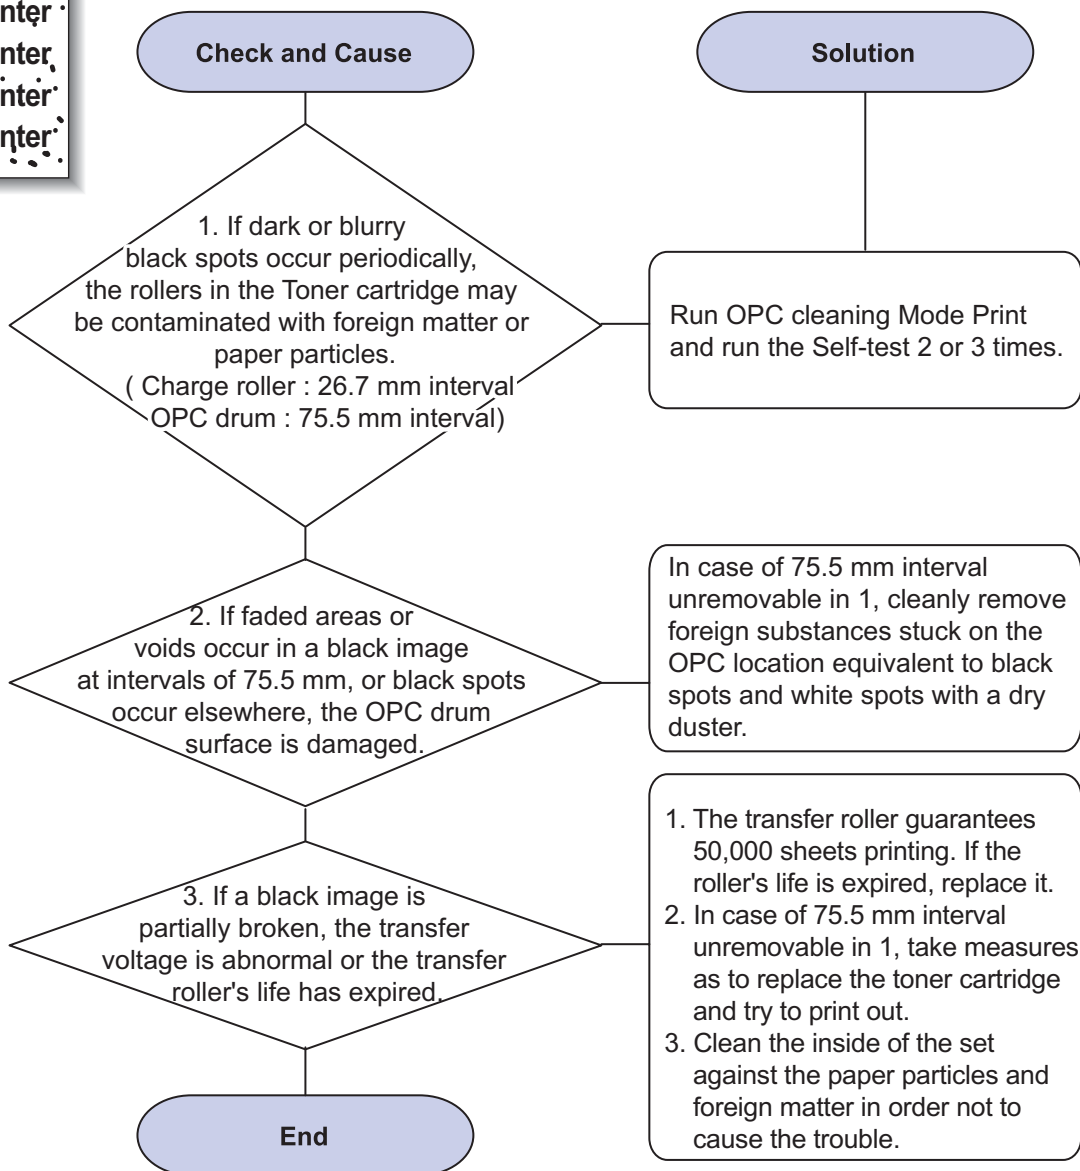 nter
nter
nter
nter
Check and Cause
Solution
1. If dark or blurry
black spots occur periodically,
the rollers in the Toner cartridge may
be contaminated with foreign matter or
paper particles.
( Charge roller : 26.7 mm interval
OPC drum : 75.5 mm interval)
Run OPC cleaning Mode Print
and run the Self-test 2 or 3 times.
2. If faded areas or
voids occur in a black image
at intervals of 75.5 mm, or black spots
occur elsewhere, the OPC drum
surface is damaged.
In case of 75.5 mm interval
unremovable in 1, cleanly remove
foreign substances stuck on the
OPC location equivalent to black
spots and white spots with a dry
duster.
3. If a black image is
partially broken, the transfer
voltage is abnormal or the transfer
roller's life has expired.
1. The transfer roller guarantees
50,000 sheets printing. If the
roller's life is expired, replace it.
2. In case of 75.5 mm interval
unremovable in 1, take measures
as to replace the toner cartridge
and try to print out.
3. Clean the inside of the set
against the paper particles and
foreign matter in order not to
cause the trouble.
End